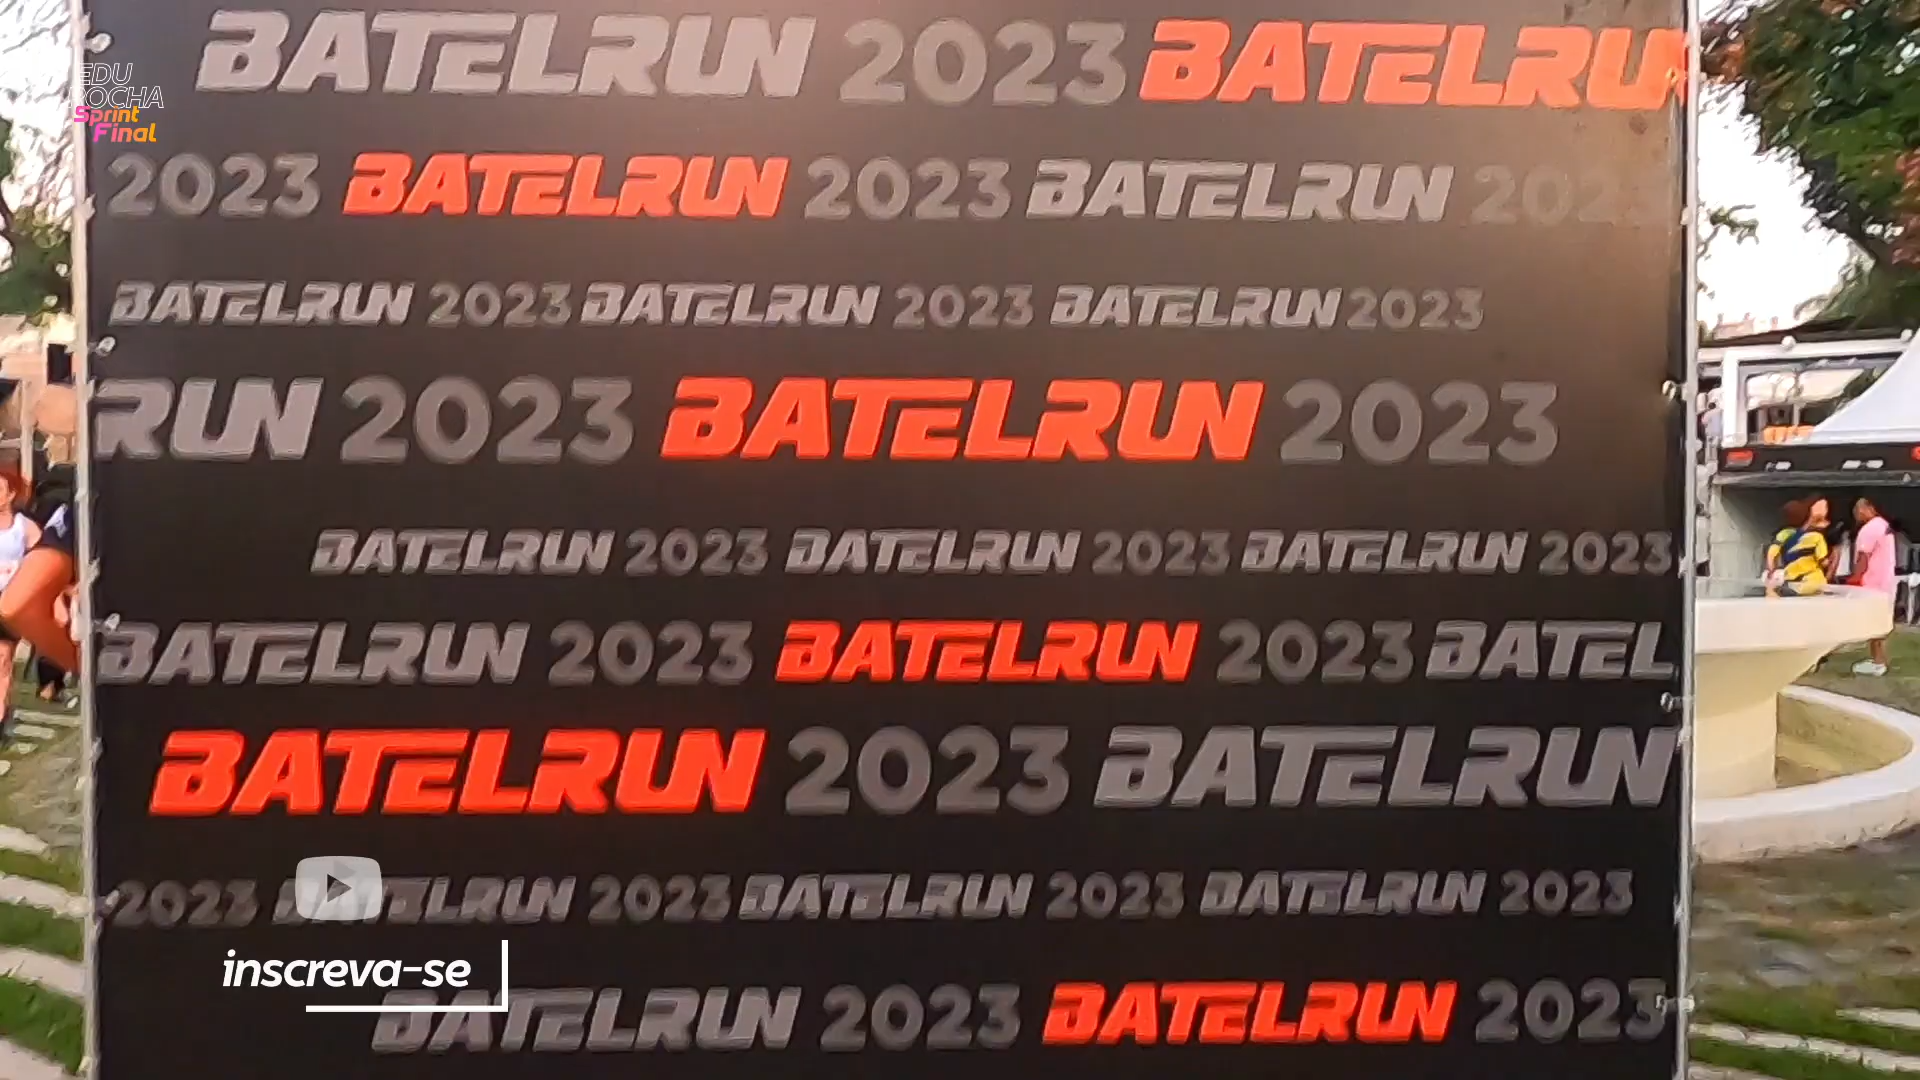 EDU
ROCHA
Sprint
Final
BATELRUN 2023 BATELRU
2023 BATELRUN 2023 BATELRUN 2023
BATELRUN 2023 BATELRUN 2023 BATELRUN 2023
RUN 2023 BATELRUN 2023
BATELRUN 2023 BATELRUN 2023 BATELRUN 2023
BATELRUN 2023 BATELRUN 2023 BATEL
BATELRUN 2023 BATELRUN
2023 BATELRUN 2023 BATELRUN 2023 BATELRUN 2023
inscreva-se
BATELRUN 2023 BATELRUN 2023